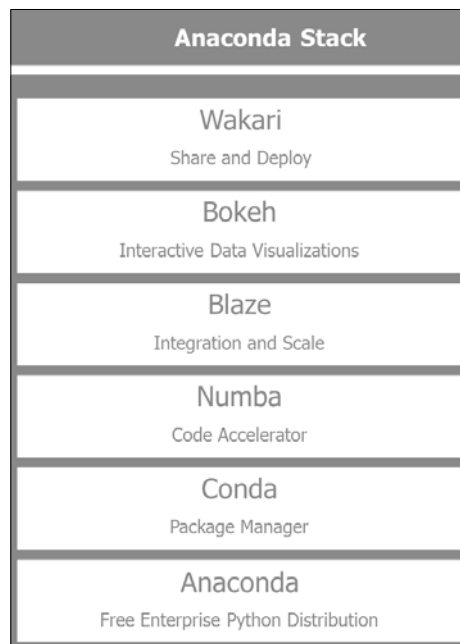 Anaconda Stack
Wakari
Share and Deploy
Bokeh
Interactive Data Visualizations
Blaze
Integration and Scale
Numba
Code Accelerator
Conda
Package Manager
Anaconda
Free Enterprise Python Distribution